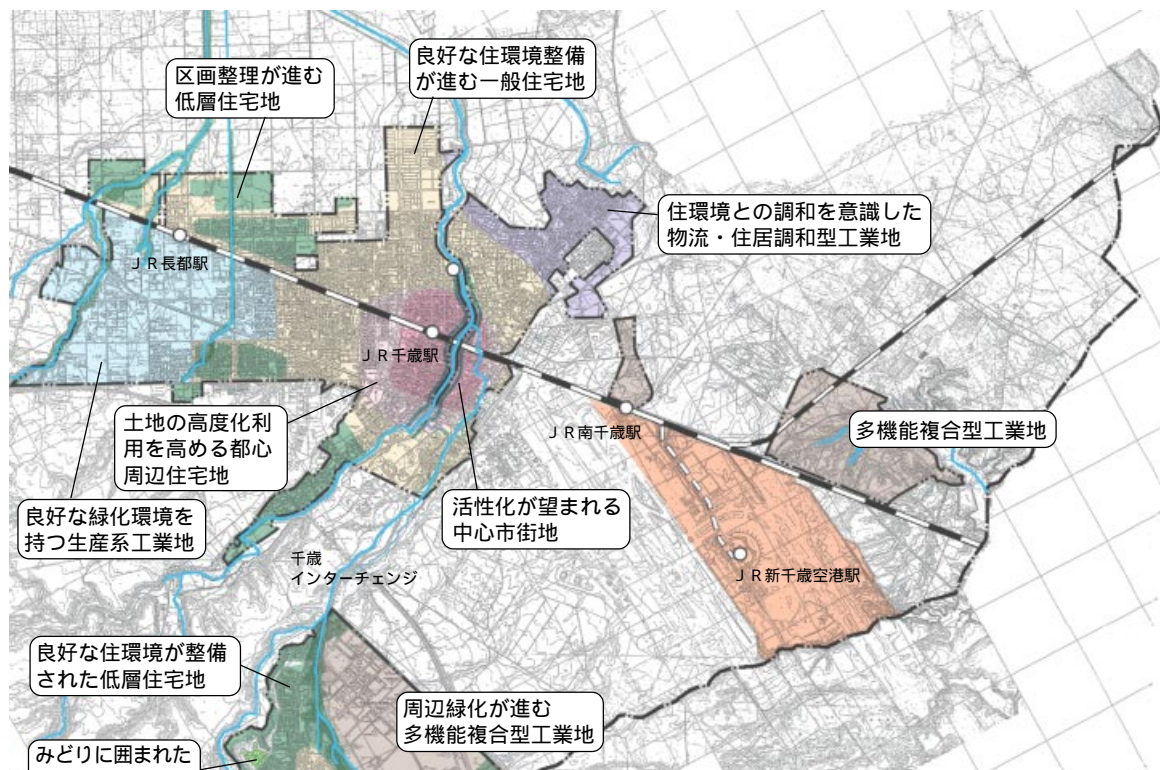 区画整理が進む
低層住宅地
良好な住環境整備
が進む一般住宅地
住環境との調和を意識した
物流・住居調和型工業地
ＪＲ長都駅
ＪＲ千歳駅
ＪＲ南千歳駅
多機能複合型工業地
土地の高度化利
用を高める都心
周辺住宅地
良好な緑化環境を
持つ生産系工業地
活性化が望まれる
中心市街地
千歳
インターチェンジ
ＪＲ新千歳空港駅
良好な住環境が整備
された低層住宅地
周辺緑化が進む
多機能複合型工業地
みどりに囲まれた